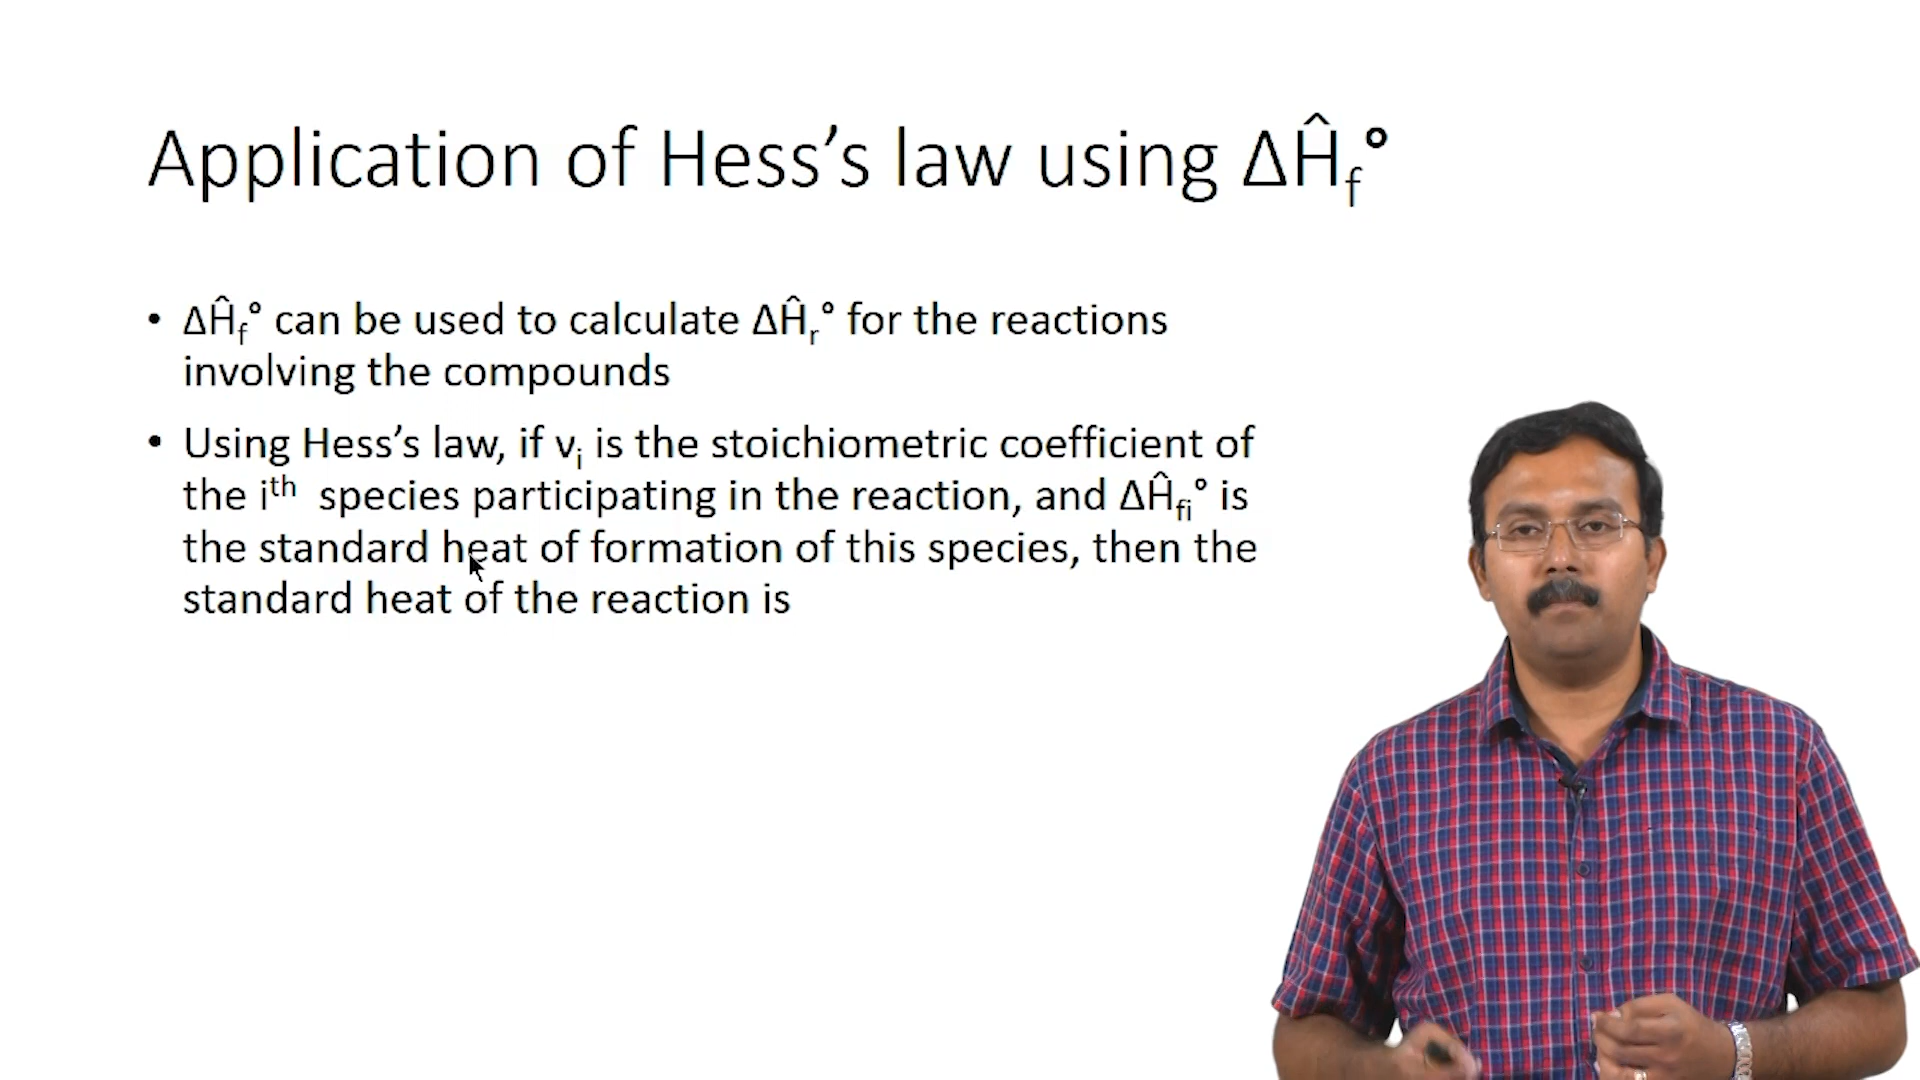 Application of Hess’s law using ΔĤf°
• ΔĤf° can be used to calculate ΔĤr° for the reactions
involving the compounds
• Using Hess’s law, if νi is the stoichiometric coefficient of
the ith species participating in the reaction, and ΔĤfi° is
the standard heat of formation of this species, then the
standard heat of the reaction is